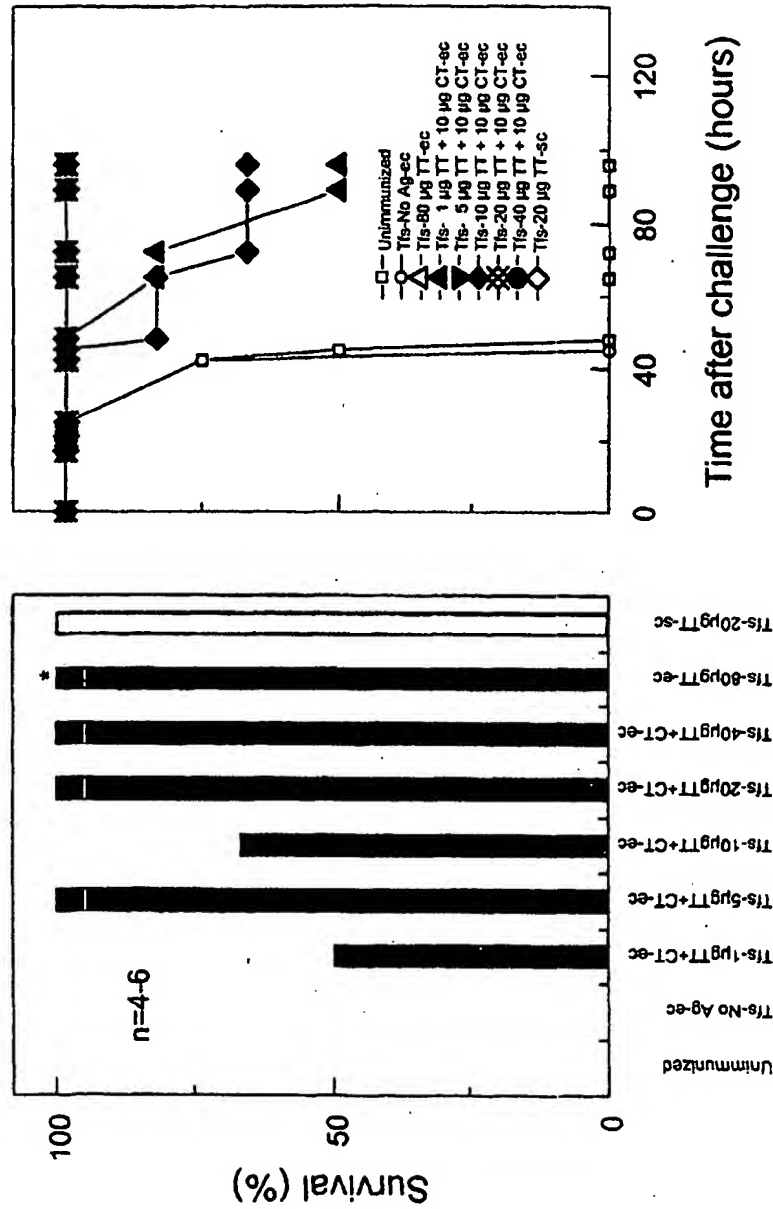 Survival (%)
100
50
0
n=4-6
*
Unimmunized
Tfs-No Ag-ec
Tfs-1µgTT+CT-ec
Tfs-5µgTT+CT-ec
Tfs-10µgTT+CT-ec
Tfs-20µgTT+CT-ec
Tfs-40µgTT+CT-ec
Tfs-80µgTT-ec
Tfs-20µgTT-sc
Unimmunized
Tfs-No Ag-ec
Tfs-80 µg TT-ec
Tfs- 1 µg TT + 10 µg CT-ec
Tfs- 5 µg TT + 10 µg CT-ec
Tfs-10 µg TT + 10 µg CT-ec
Tfs-20 µg TT + 10 µg CT-ec
Tfs-40 µg TT + 10 µg CT-ec
Tfs-20 µg TT-sc
0
40
80
120
Time after challenge (hours)